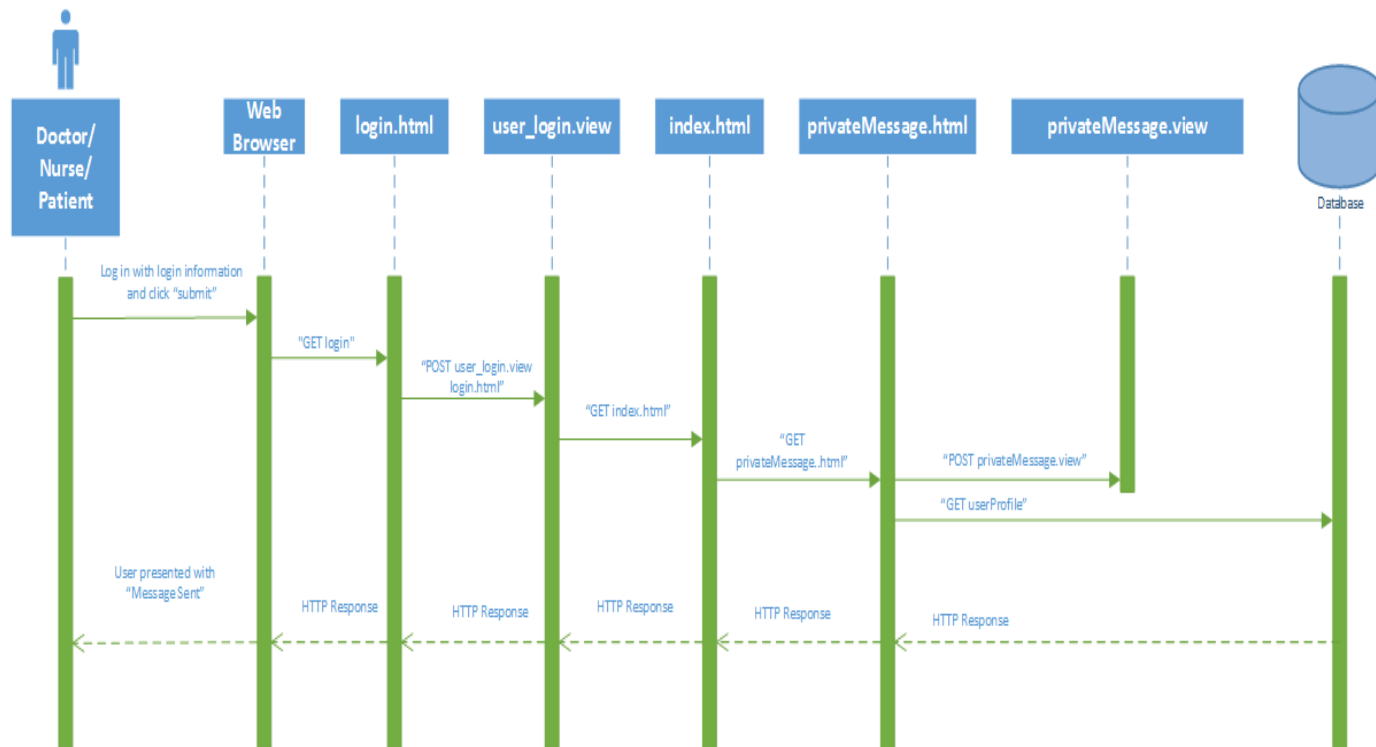 Doctor/
Nurse/
Patient
Web
Browser
login.html
user_login.view
index.html
privateMessage.html
privateMessage.view
Database
Log in with login information
and click “submit”
"GET login"
“POST user_login.view
login.html”
“GET index.html”
“GET
privateMessage..html”
“POST privateMessage.view”
“GET userProfile”
User presented with
“Message Sent”
HTTP Response
HTTP Response
HTTP Response
HTTP Response
HTTP Response